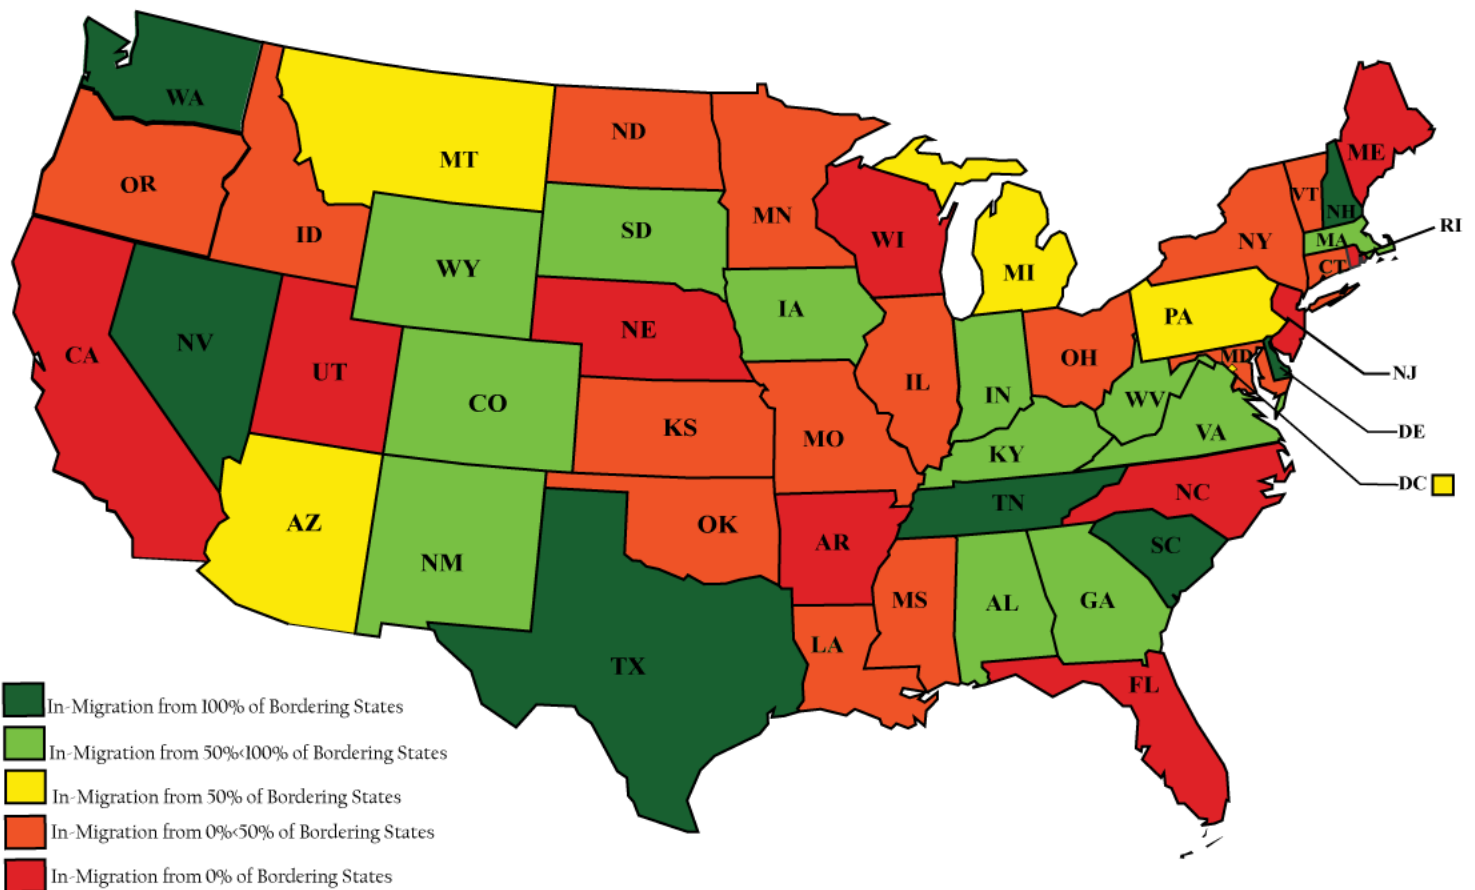 WA
MT
ND
OR
ID
MN
ME
VT
NH
WY
SD
WI
MI
NY
MA
RI
CT
CA
NV
UT
NE
IA
PA
NJ
CO
KS
MO
IL
IN
OH
MD
DE
WV
VA
KY
DC
AZ
NM
OK
AR
TN
NC
SC
TX
LA
MS
AL
GA
FL
In-Migration from 100% of Bordering States
In-Migration from 50%<100% of Bordering States
In-Migration from 50% of Bordering States
In-Migration from 0%<50% of Bordering States
In-Migration from 0% of Bordering States